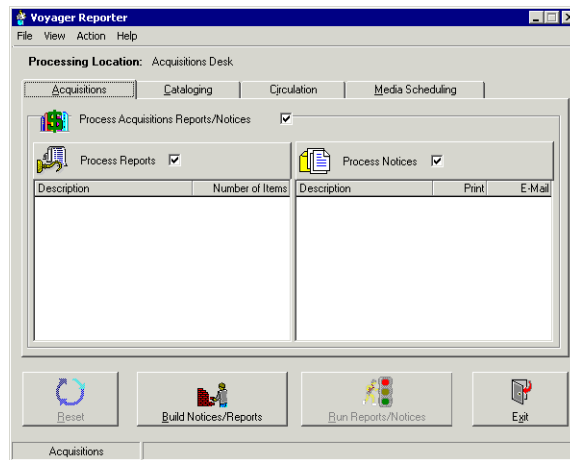 Voyager Reporter
File View Action Help
Processing Location: Acquisitions Desk
Acquisitions Cataloging Circulation Media Scheduling
Process Acquisitions Reports/Notices
Process Reports Process Notices
Description Number of Items Description Print E-Mail
Reset Build Notices/Reports Run Reports/Notices Exit
Acquisitions